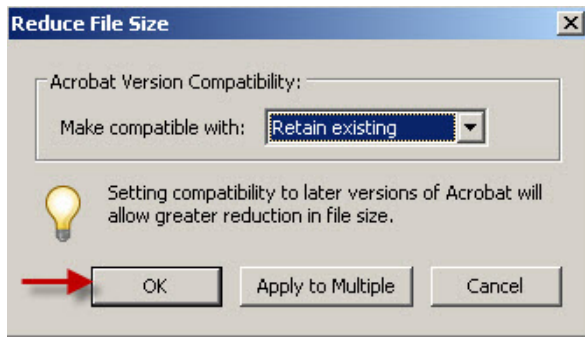 Reduce File Size
Acrobat Version Compatibility:
Make compatible with: Retain existing
Setting compatibility to later versions of Acrobat will
allow greater reduction in file size.
OK Apply to Multiple Cancel